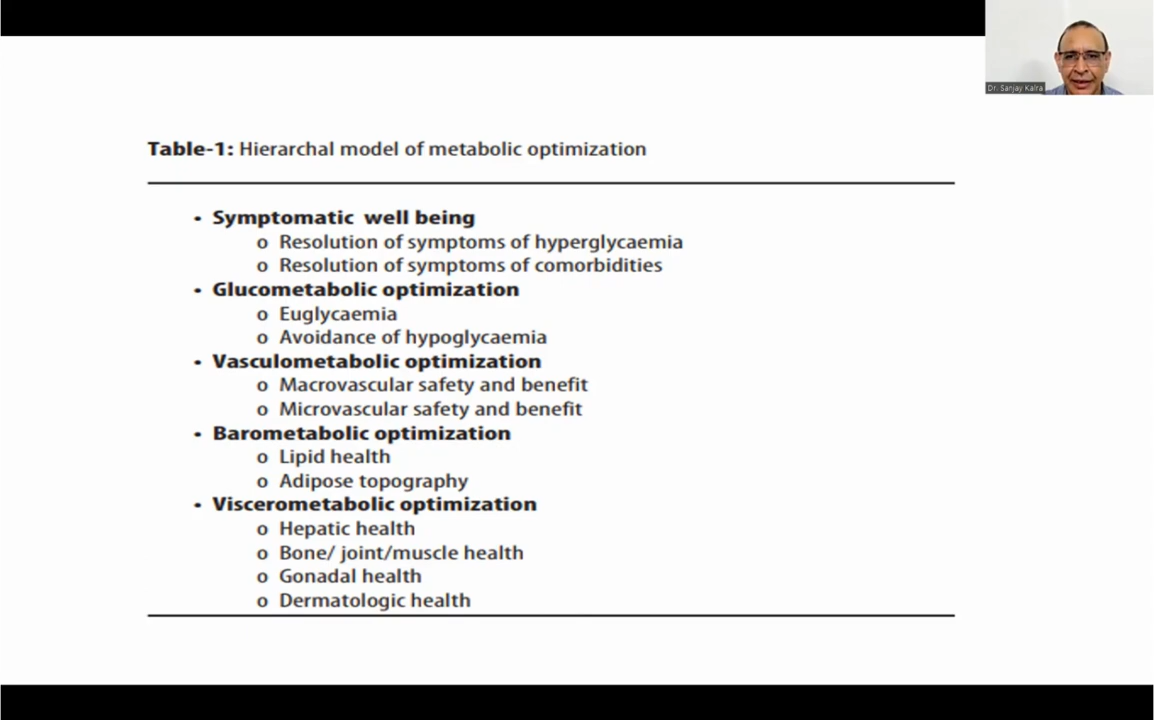 Dr. Sanjay Kalra
Table-1: Hierarchal model of metabolic optimization
• Symptomatic well being
o Resolution of symptoms of hyperglycaemia
o Resolution of symptoms of comorbidities
• Glucometabolic optimization
o Euglycaemia
o Avoidance of hypoglycaemia
• Vasculometabolic optimization
o Macrovascular safety and benefit
o Microvascular safety and benefit
• Barometabolic optimization
o Lipid health
o Adipose topography
• Viscerometabolic optimization
o Hepatic health
o Bone/ joint/muscle health
o Gonadal health
o Dermatologic health